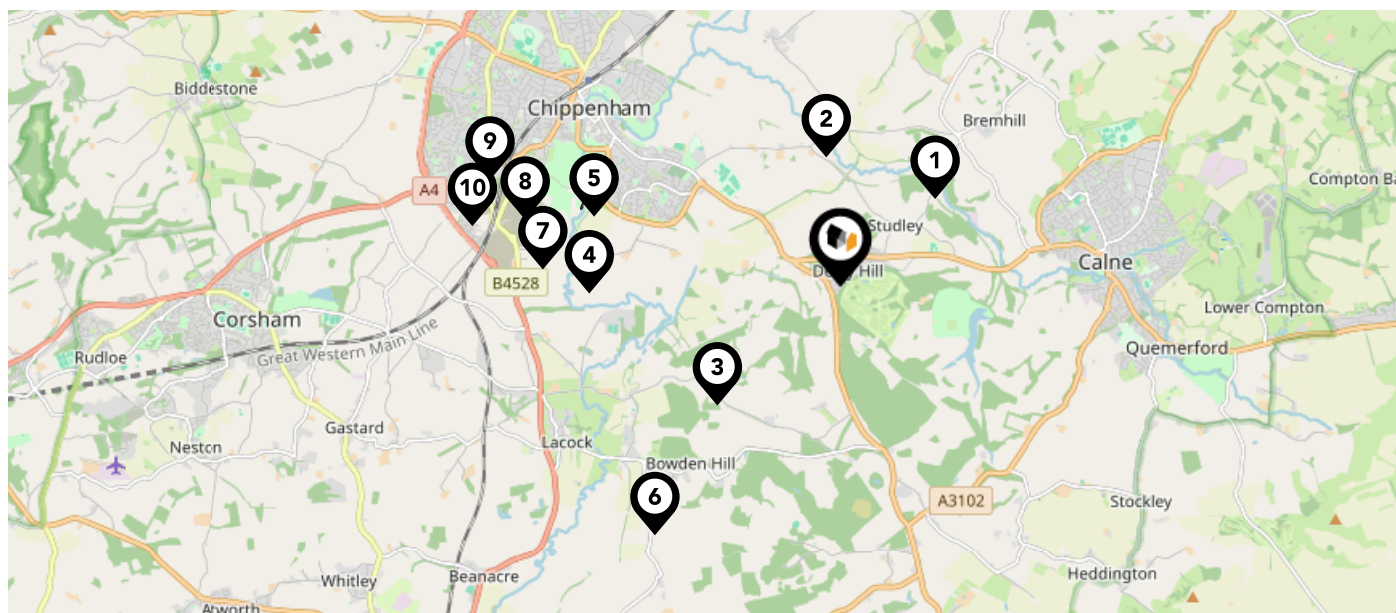 Biddestone
Chippenham
2
Bremhill
9
1
5
8
10
A4
Compton Ba
7
Studley
4
Hill
Calne
B4528
Lower Compton
Corsham
Great Western Main Line
Rudloe
Quemerford
3
Gastard
Neston
Lacock
Bowden Hill
6
A3102
Stockley
Whitley
Beanacre
Heddington
Atworth